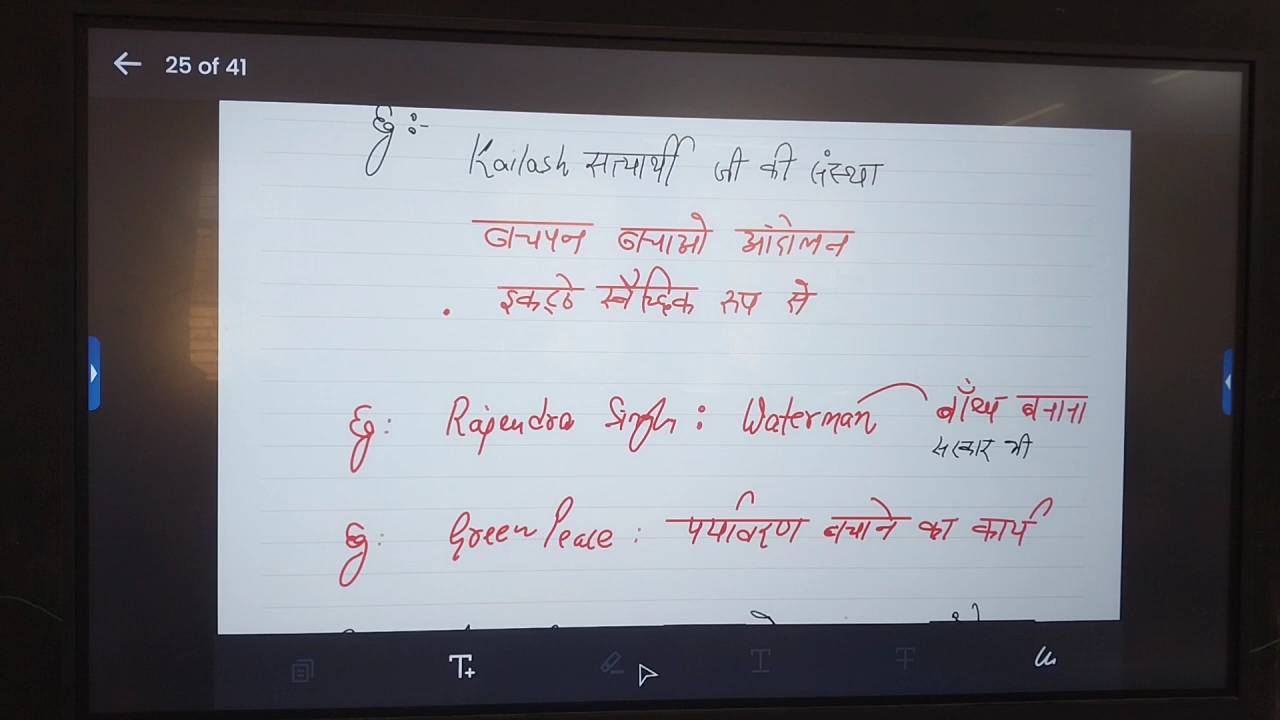 25 of 41
Eg:-
Kailash सत्यार्थी जी की संस्था
बचपन बचाओ आंदोलन
. इकट्ठे स्वैच्छिक रूप से
Eg: Rajendra Singh : Waterman बाँध बनाना
सरकार भी
Eg: Green Peace : पर्यावरण बचाने का कार्य